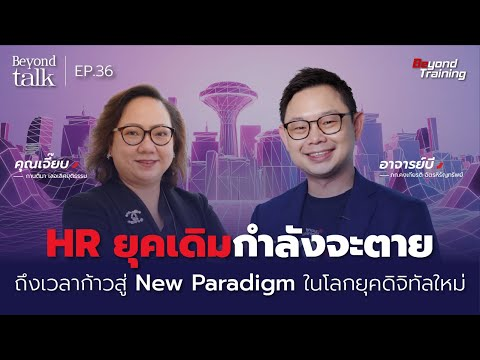 Beyond
talk
EP.36
Beyond
Training
คุณเจี๊ยบ
อาจารย์บี
HR ยุคเดิมกำลังจะตาย
ถึงเวลาก้าวสู่ New Paradigm ในโลกยุคดิจิทัลใหม่